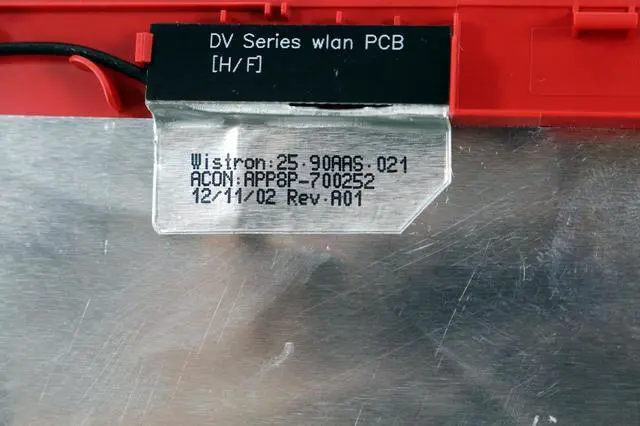 DV Series wlan PCB
[H/F]
Wistron:25.90AAS.021
ACON:APP8P-700252
12/11/02 Rev.A01